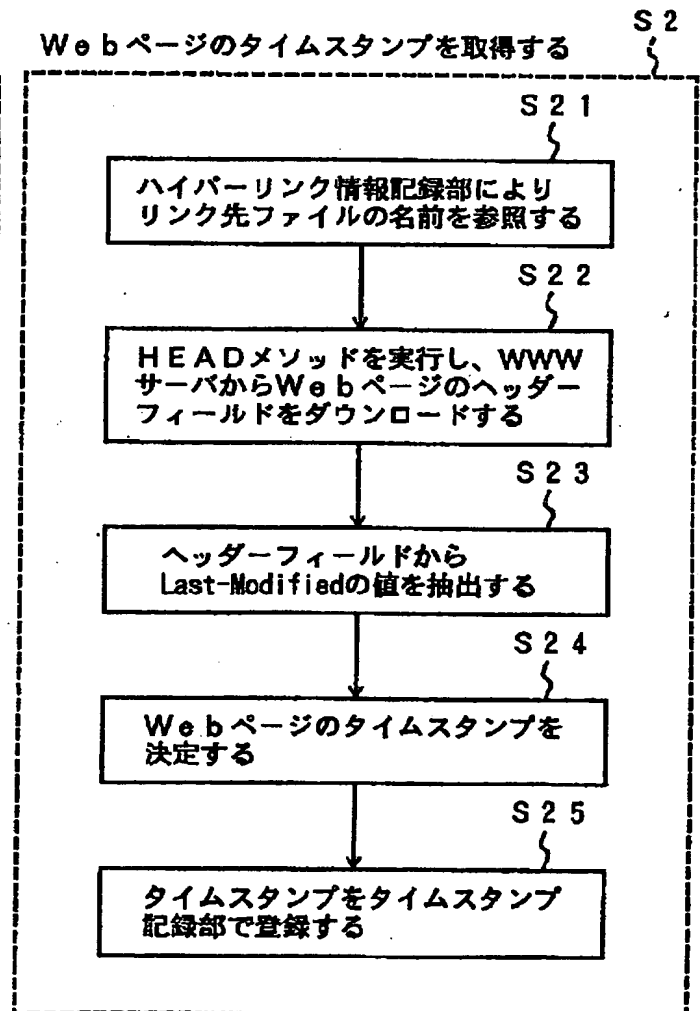 S2
Webページのタイムスタンプを取得する
S21
ハイパーリンク情報記録部により
リンク先ファイルの名前を参照する
S22
HEADメソッドを実行し、WWW
サーバからWebページのヘッダー
フィールドをダウンロードする
S23
ヘッダーフィールドから
Last-Modifiedの値を抽出する
S24
Webページのタイムスタンプを
決定する
S25
タイムスタンプをタイムスタンプ
記録部で登録する